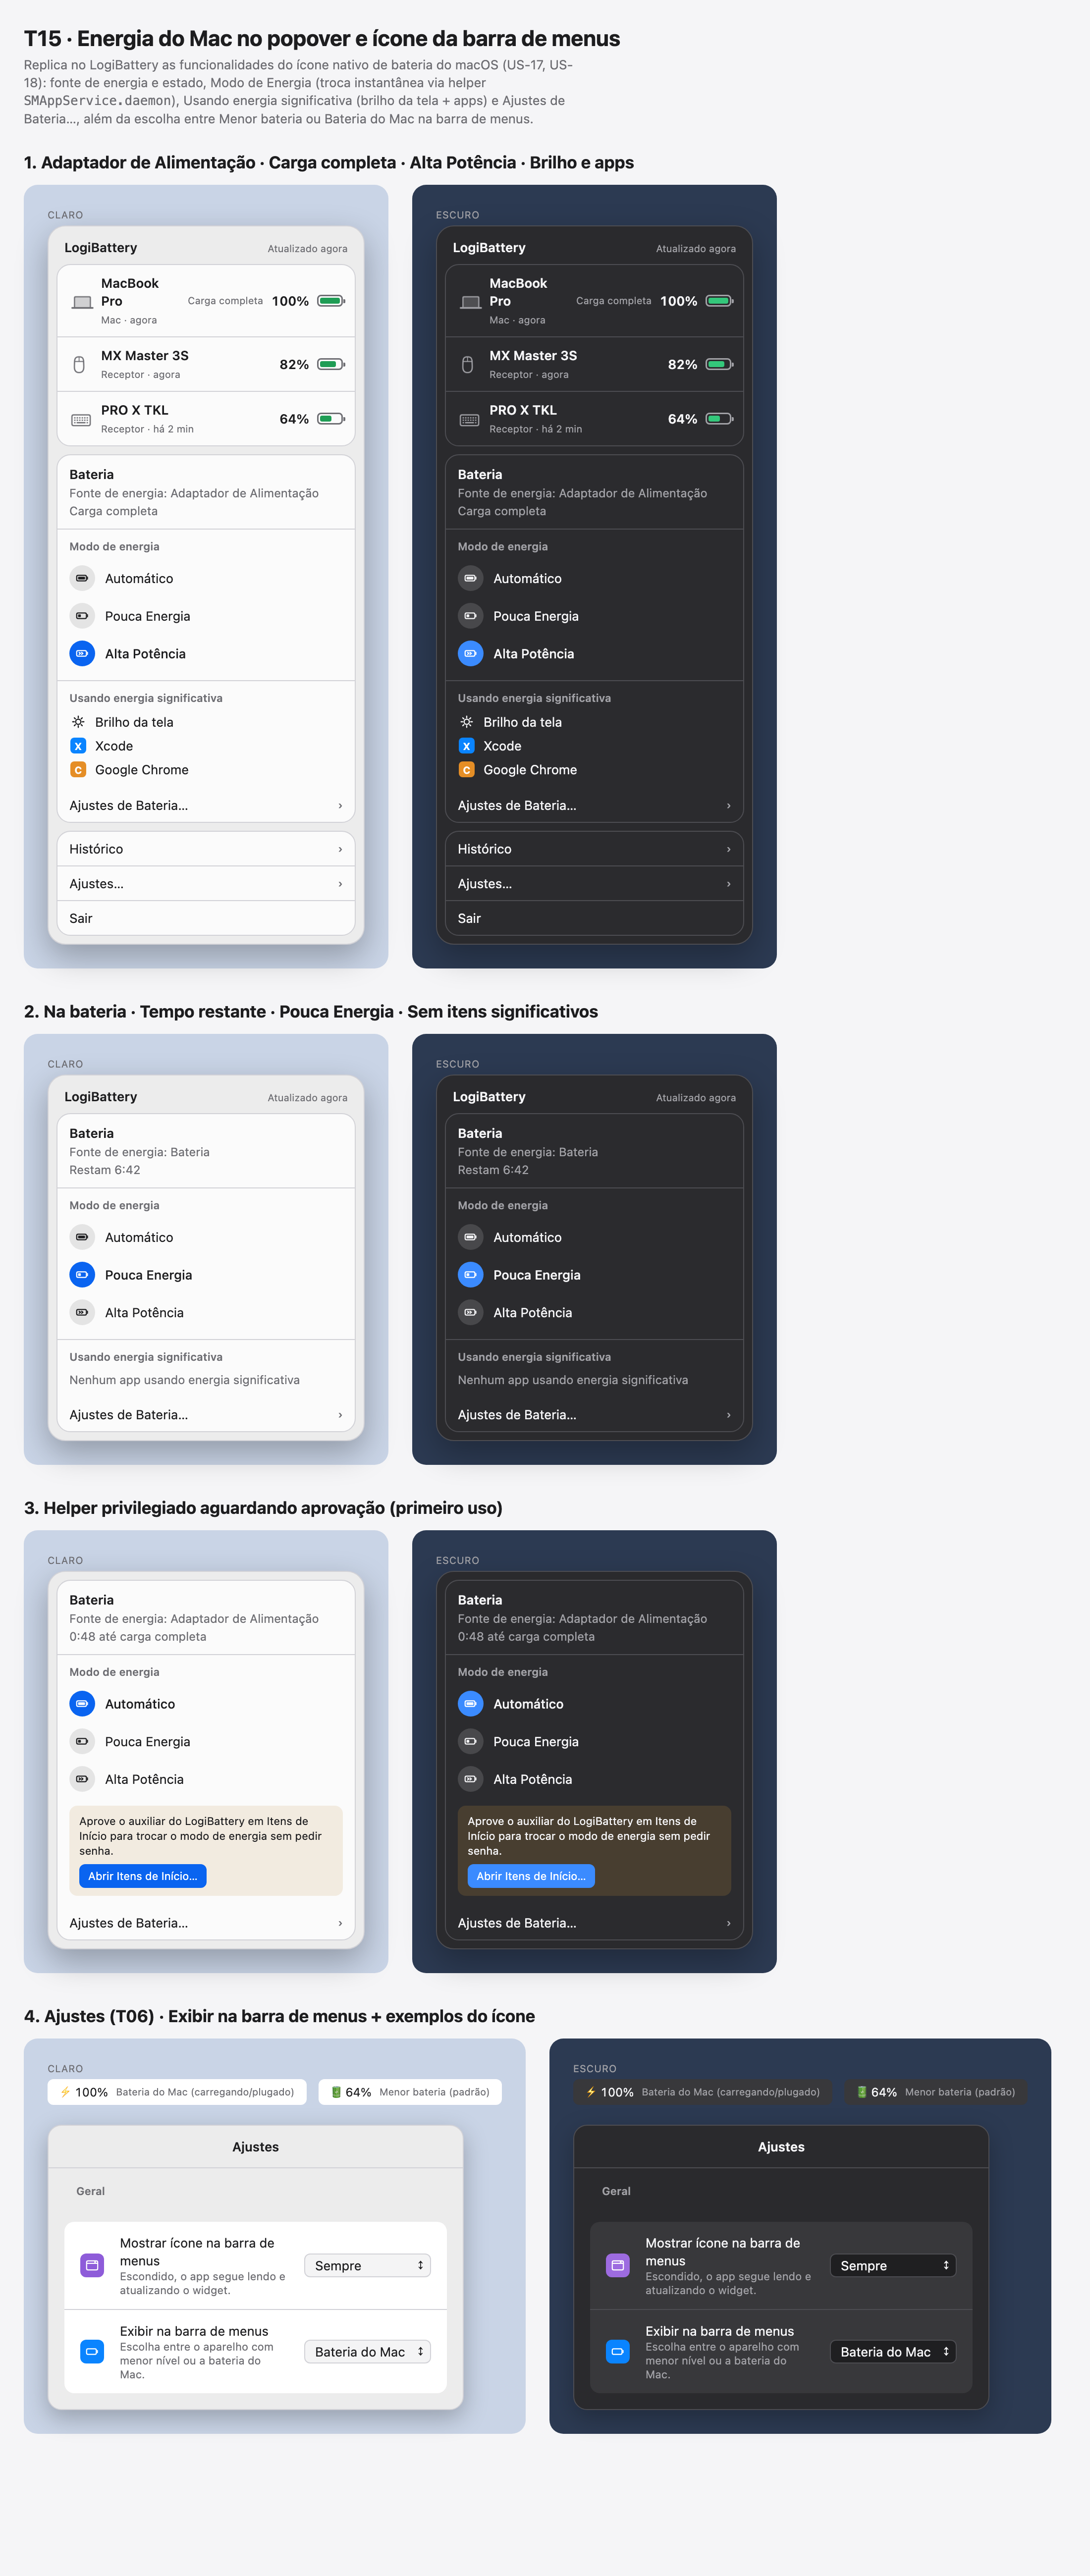 T15 · Energia do Mac no popover e ícone da barra de menus
Replica no LogiBattery as funcionalidades do ícone nativo de bateria do macOS (US-17, US-
18): fonte de energia e estado, Modo de Energia (troca instantânea via helper
SMAppService.daemon), Usando energia significativa (brilho da tela + apps) e Ajustes de
Bateria..., além da escolha entre Menor bateria ou Bateria do Mac na barra de menus.
1. Adaptador de Alimentação · Carga completa · Alta Potência · Brilho e apps
CLARO
LogiBattery
Atualizado agora
MacBook
Pro
Mac · agora
Carga completa
100%
MX Master 3S
Receptor · agora
82%
PRO X TKL
Receptor · há 2 min
64%
Bateria
Fonte de energia: Adaptador de Alimentação
Carga completa
Modo de energia
Automático
Pouca Energia
Alta Potência
Usando energia significativa
Brilho da tela
X Xcode
C Google Chrome
Ajustes de Bateria... ›
Histórico ›
Ajustes... ›
Sair
ESCURO
LogiBattery
Atualizado agora
MacBook
Pro
Mac · agora
Carga completa
100%
MX Master 3S
Receptor · agora
82%
PRO X TKL
Receptor · há 2 min
64%
Bateria
Fonte de energia: Adaptador de Alimentação
Carga completa
Modo de energia
Automático
Pouca Energia
Alta Potência
Usando energia significativa
Brilho da tela
X Xcode
C Google Chrome
Ajustes de Bateria... ›
Histórico ›
Ajustes... ›
Sair
2. Na bateria · Tempo restante · Pouca Energia · Sem itens significativos
CLARO
LogiBattery
Atualizado agora
Bateria
Fonte de energia: Bateria
Restam 6:42
Modo de energia
Automático
Pouca Energia
Alta Potência
Usando energia significativa
Nenhum app usando energia significativa
Ajustes de Bateria... ›
ESCURO
LogiBattery
Atualizado agora
Bateria
Fonte de energia: Bateria
Restam 6:42
Modo de energia
Automático
Pouca Energia
Alta Potência
Usando energia significativa
Nenhum app usando energia significativa
Ajustes de Bateria... ›
3. Helper privilegiado aguardando aprovação (primeiro uso)
CLARO
Bateria
Fonte de energia: Adaptador de Alimentação
0:48 até carga completa
Modo de energia
Automático
Pouca Energia
Alta Potência
Aprove o auxiliar do LogiBattery em Itens de
Início para trocar o modo de energia sem pedir
senha.
Abrir Itens de Início...
Ajustes de Bateria... ›
ESCURO
Bateria
Fonte de energia: Adaptador de Alimentação
0:48 até carga completa
Modo de energia
Automático
Pouca Energia
Alta Potência
Aprove o auxiliar do LogiBattery em Itens de
Início para trocar o modo de energia sem pedir
senha.
Abrir Itens de Início...
Ajustes de Bateria... ›
4. Ajustes (T06) · Exibir na barra de menus + exemplos do ícone
CLARO
⚡ 100% Bateria do Mac (carregando/plugado)
🔋 64% Menor bateria (padrão)
Ajustes
Geral
Mostrar ícone na barra de
menus
Escondido, o app segue lendo e
atualizando o widget.
Sempre
Exibir na barra de menus
Escolha entre o aparelho com
menor nível ou a bateria do
Mac.
Bateria do Mac
ESCURO
⚡ 100% Bateria do Mac (carregando/plugado)
🔋 64% Menor bateria (padrão)
Ajustes
Geral
Mostrar ícone na barra de
menus
Escondido, o app segue lendo e
atualizando o widget.
Sempre
Exibir na barra de menus
Escolha entre o aparelho com
menor nível ou a bateria do
Mac.
Bateria do Mac